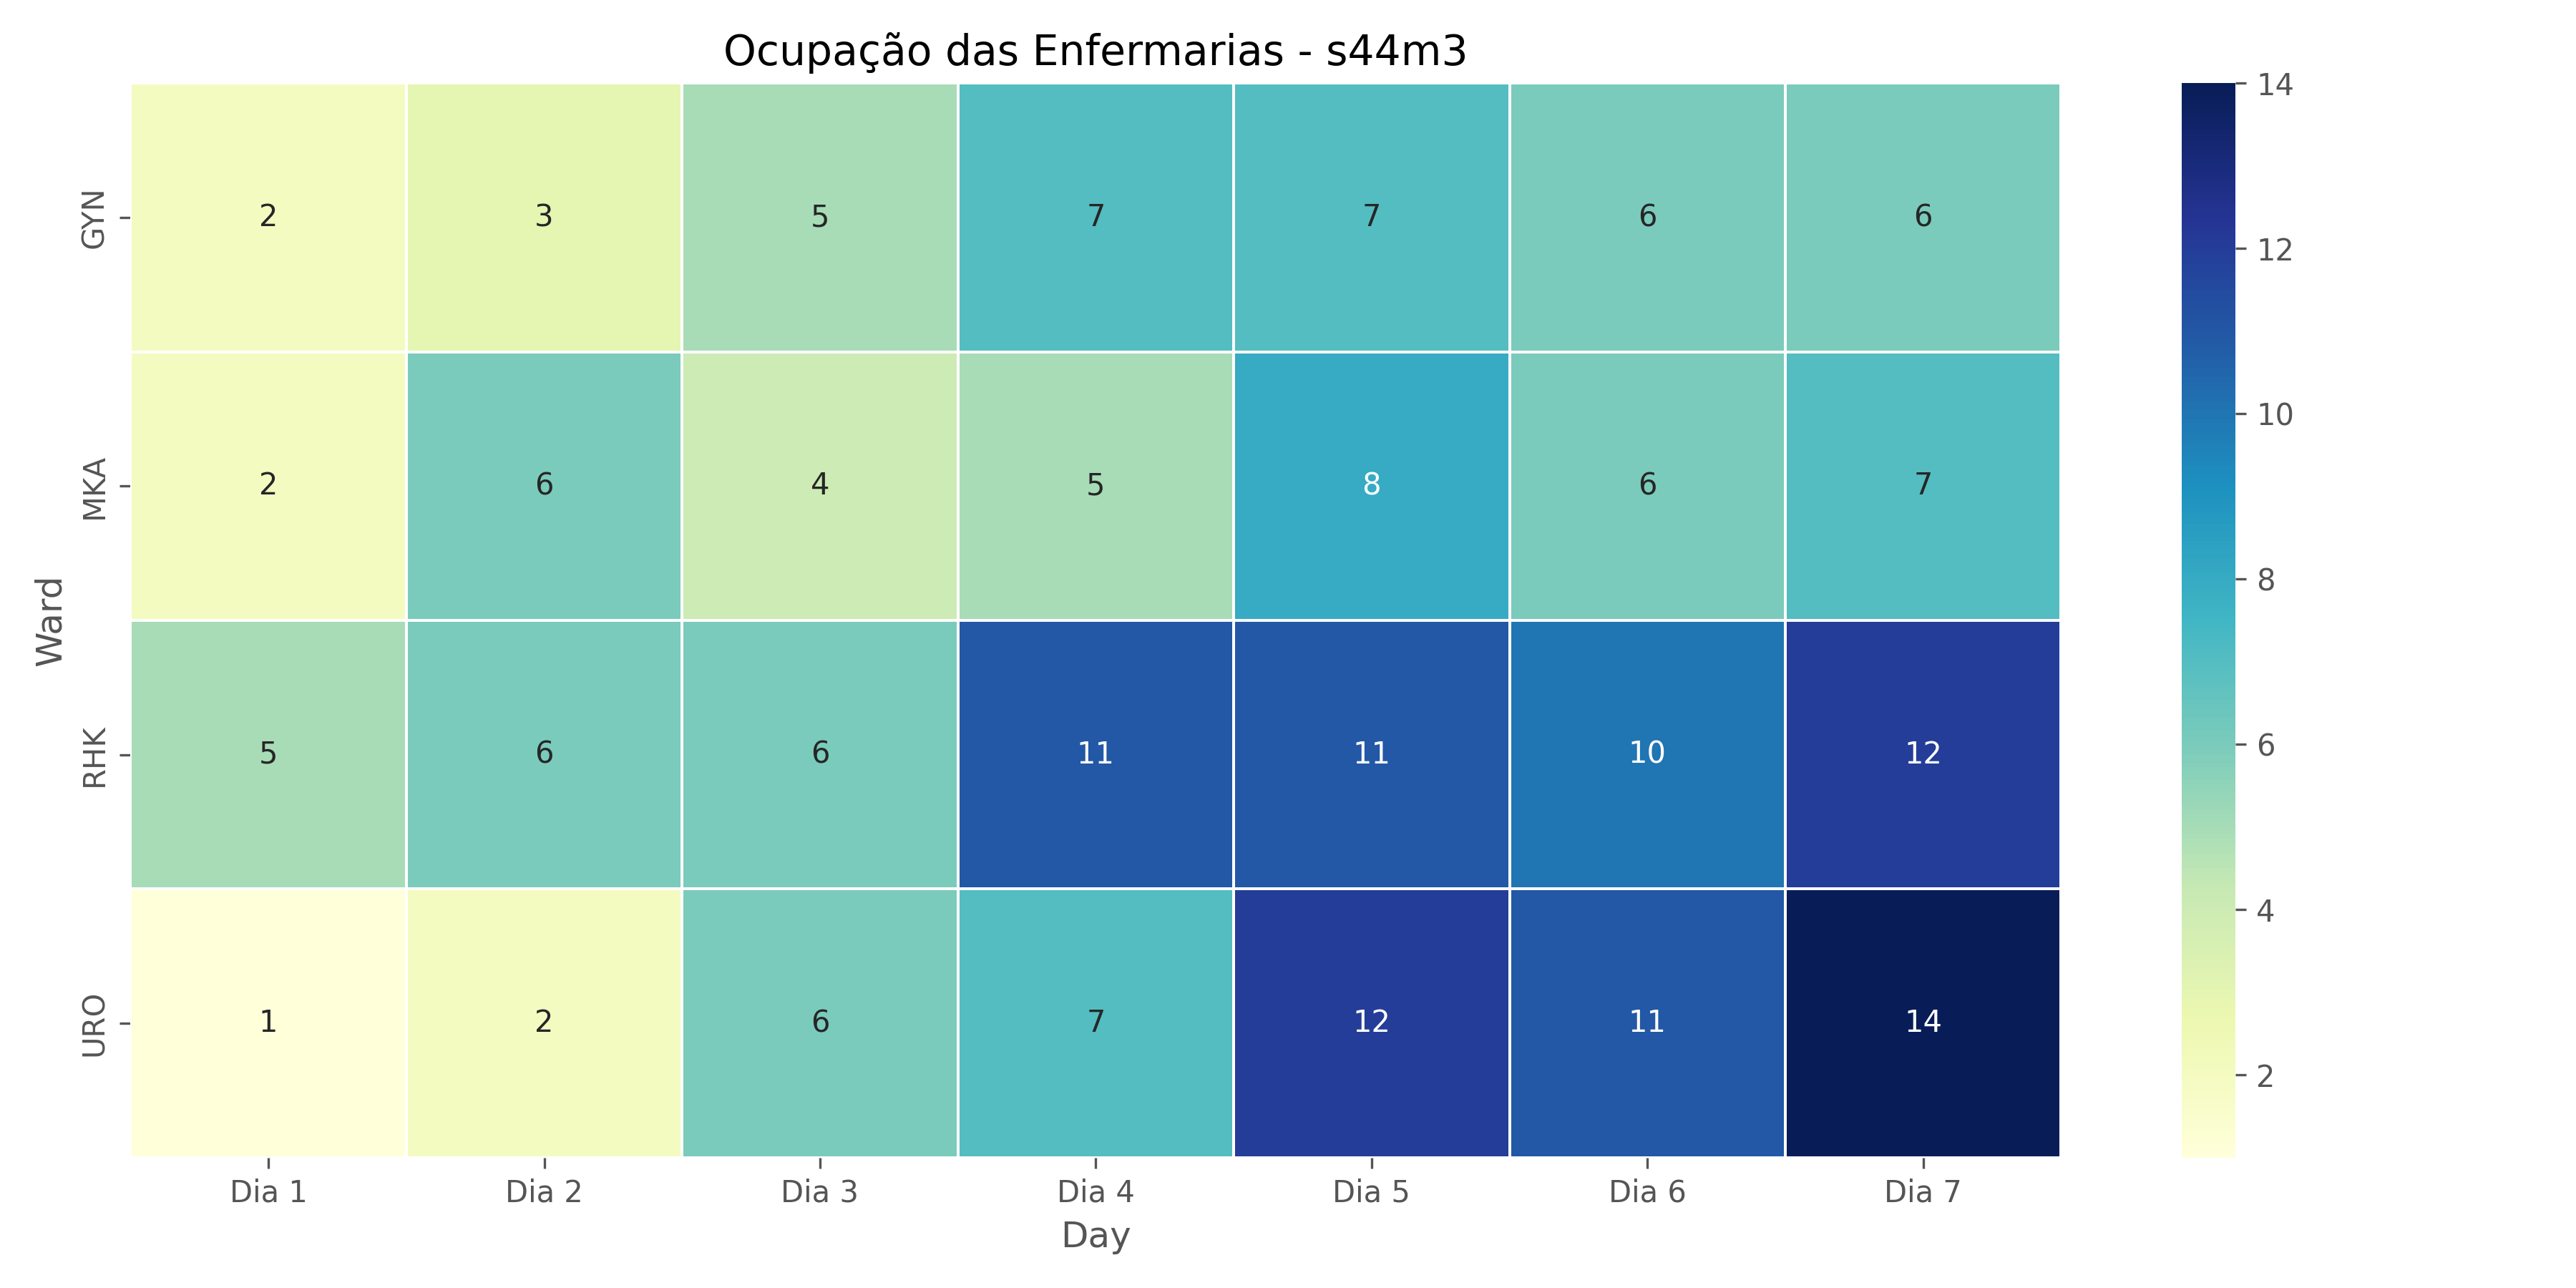 Ocupação das Enfermarias - s44m3
Ward
GYN 2 3 5 7 7 6 6
MKA 2 6 4 5 8 6 7
RHK 5 6 6 11 11 10 12
URO 1 2 6 7 12 11 14
Dia 1 Dia 2 Dia 3 Dia 4 Dia 5 Dia 6 Dia 7
Day
14
12
10
8
6
4
2